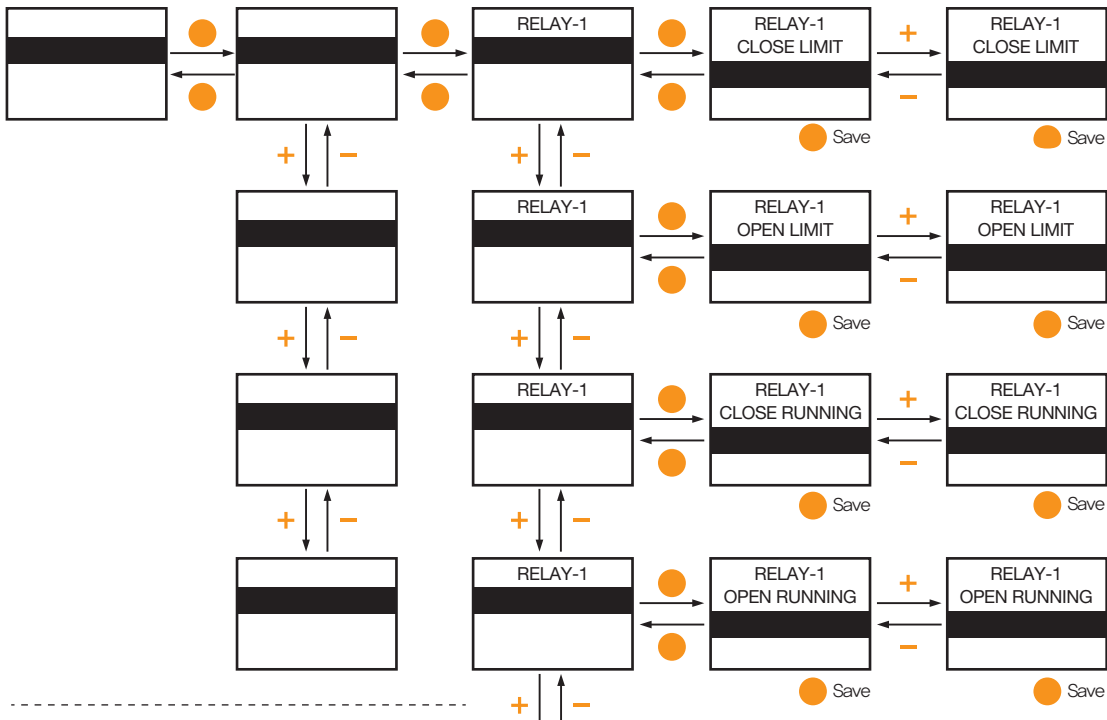 RELAY-1
RELAY-1
CLOSE LIMIT
+
RELAY-1
CLOSE LIMIT
−
Save
Save
+ −
+ −
RELAY-1
RELAY-1
OPEN LIMIT
+
RELAY-1
OPEN LIMIT
−
Save
Save
+ −
+ −
RELAY-1
RELAY-1
CLOSE RUNNING
+
RELAY-1
CLOSE RUNNING
−
Save
Save
+ −
+ −
RELAY-1
RELAY-1
OPEN RUNNING
+
RELAY-1
OPEN RUNNING
−
Save
Save
+ −